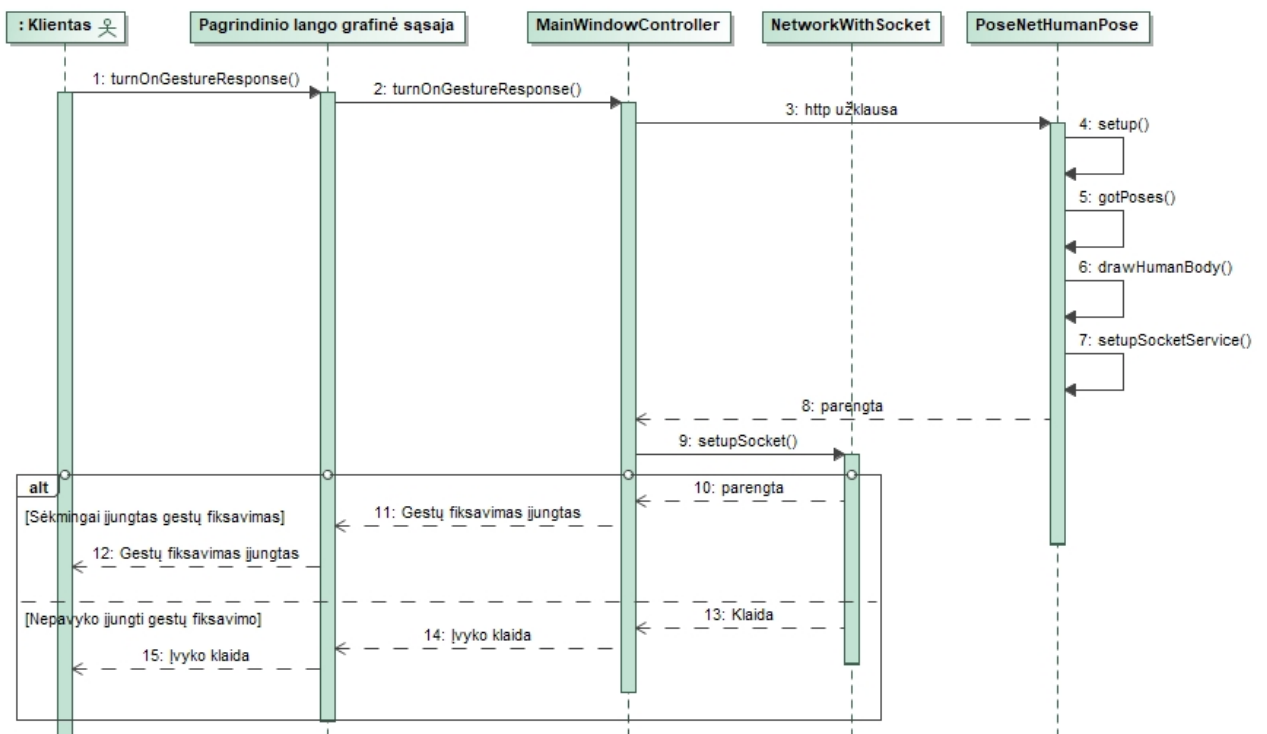 : Klientas
Pagrindinio lango grafinė sąsaja
MainWindowController
NetworkWithSocket
PoseNetHumanPose
1: turnOnGestureResponse()
2: turnOnGestureResponse()
3: http užklausa
4: setup()
5: gotPoses()
6: drawHumanBody()
7: setupSocketService()
8: parengta
9: setupSocket()
alt
10: parengta
[Sėkmingai įjungtas gestų fiksavimas]
11: Gestų fiksavimas įjungtas
12: Gestų fiksavimas įjungtas
[Nepavyko įjungti gestų fiksavimo]
13: Klaida
14: Įvyko klaida
15: Įvyko klaida